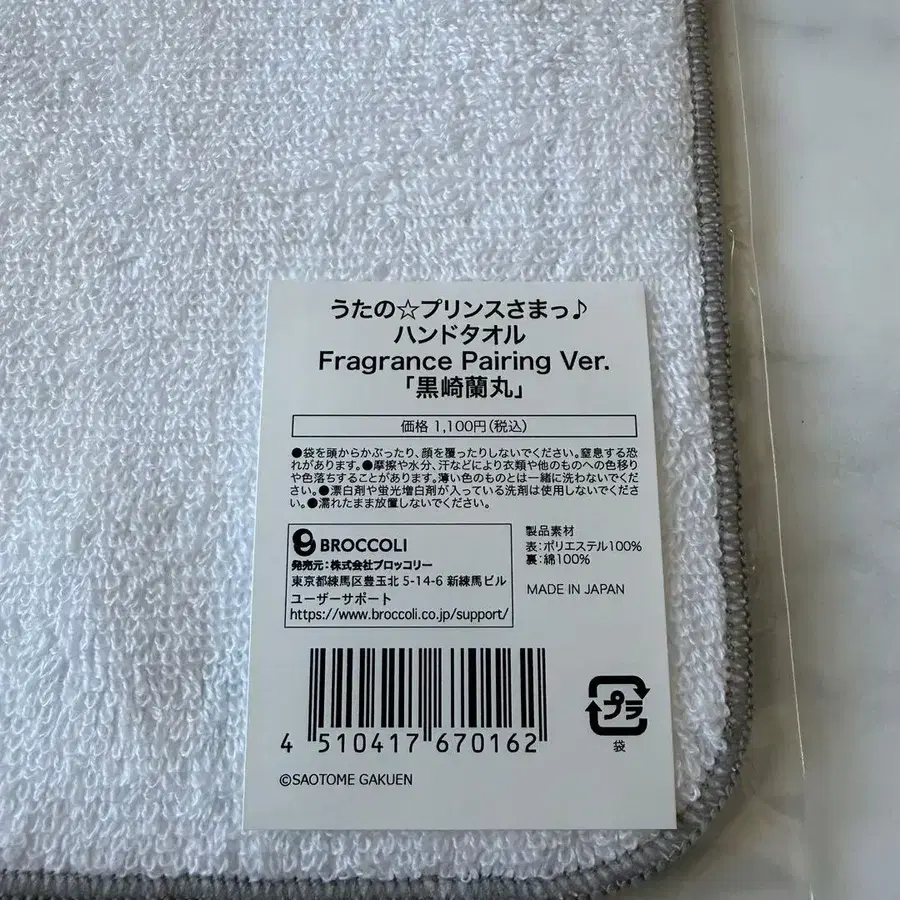 うたの☆プリンスさまっ♪
ハンドタオル
Fragrance Pairing Ver.
「黒崎蘭丸」
価格 1,100円(税込)
●袋を頭からかぶったり、顔を覆ったりしないでください。窒息する恐
れがあります。●摩擦や水分、汗などにより衣類や他のものへの色移り
や色落ちすることがあります。薄い色のものとは一緒に洗わないでくだ
さい。●漂白剤や蛍光増白剤が入っている洗剤は使用しないでくださ
い。●濡れたまま放置しないでください。
BROCCOLI
発売元:株式会社ブロッコリー
東京都練馬区豊玉北 5-14-6 新練馬ビル
ユーザーサポート
https://www.broccoli.co.jp/support/
製品素材
表:ポリエステル100%
裏:綿100%
MADE IN JAPAN
4 510417 670162
プラ
袋
©SAOTOME GAKUEN